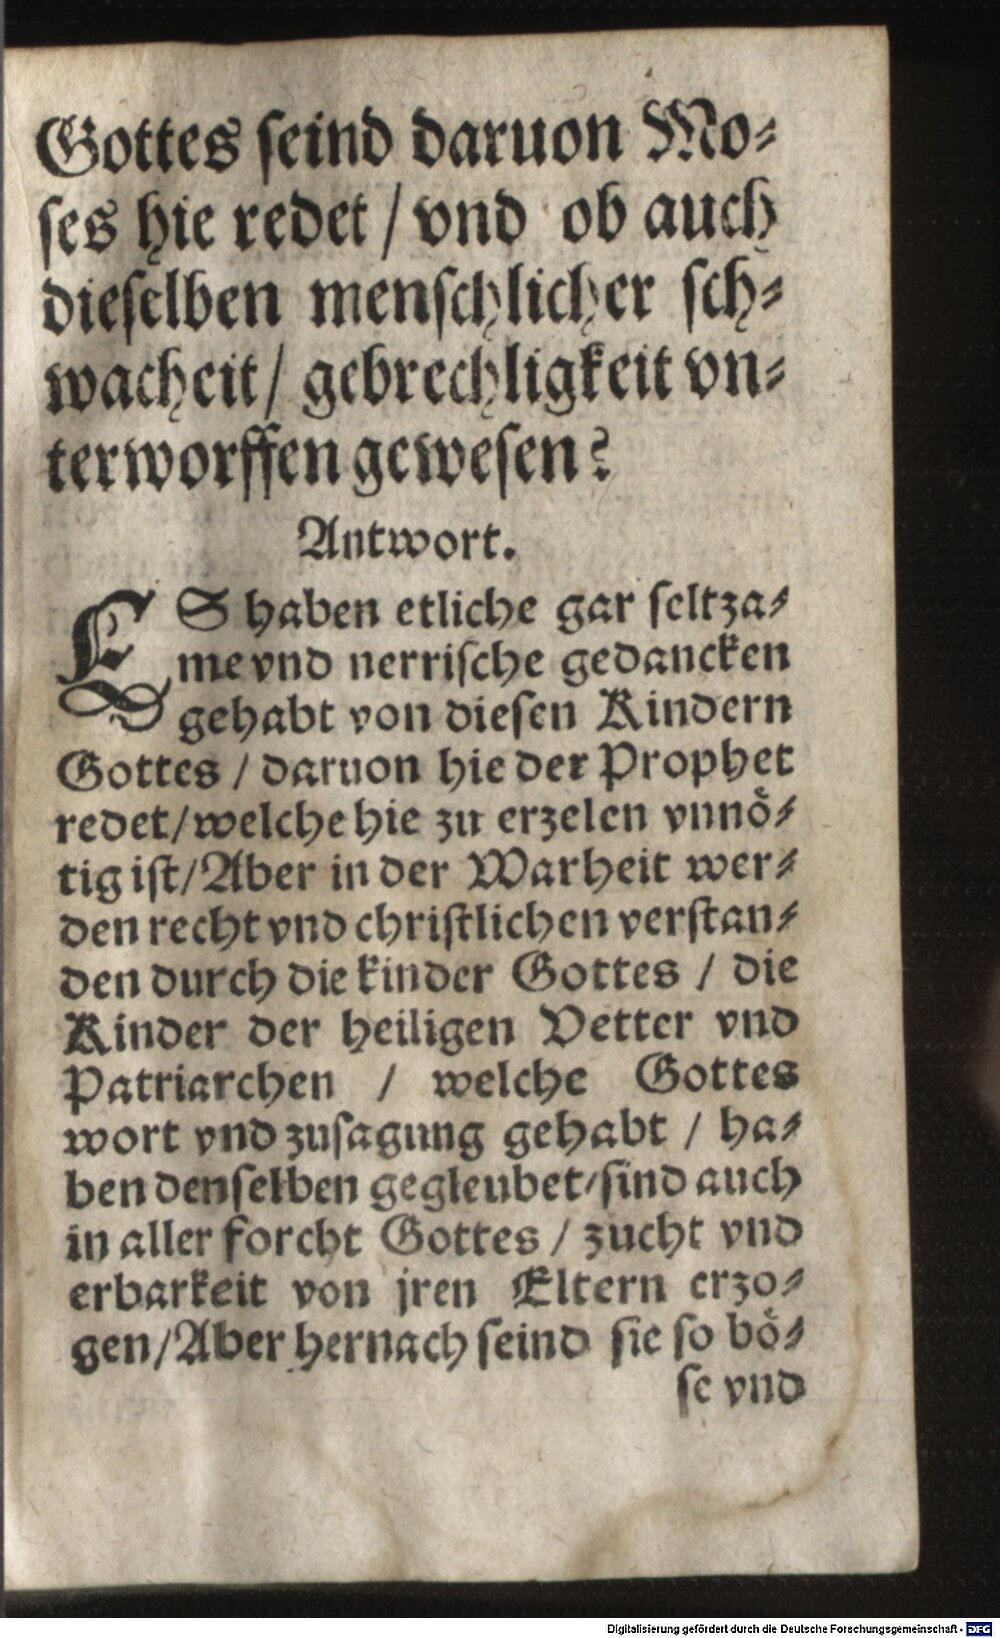 Gottes seind daruon Mo⸗
ses hie redet / vnd ob auch
dieselben menschlicher sch⸗
wacheit / gebrechligkeit vn⸗
terworffen gewesen?
Antwort.
ES haben etliche gar seltza⸗
me vnd nerrische gedancken
gehabt von diesen Kindern
Gottes / daruon hie der Prophet
redet / welche hie zu erzelen vnnö⸗
tig ist / Aber in der Warheit wer⸗
den recht vnd christlichen verstan⸗
den durch die kinder Gottes / die
Kinder der heiligen Vetter vnd
Patriarchen / welche Gottes
wort vnd zusagung gehabt / ha⸗
ben denselben gegleubet / sind auch
in aller forcht Gottes / zucht vnd
erbarkeit von jren Eltern erzo⸗
gen / Aber hernach seind sie so bö⸗
se vnd
Digitalisierung gefördert durch die Deutsche Forschungsgemeinschaft - DFG